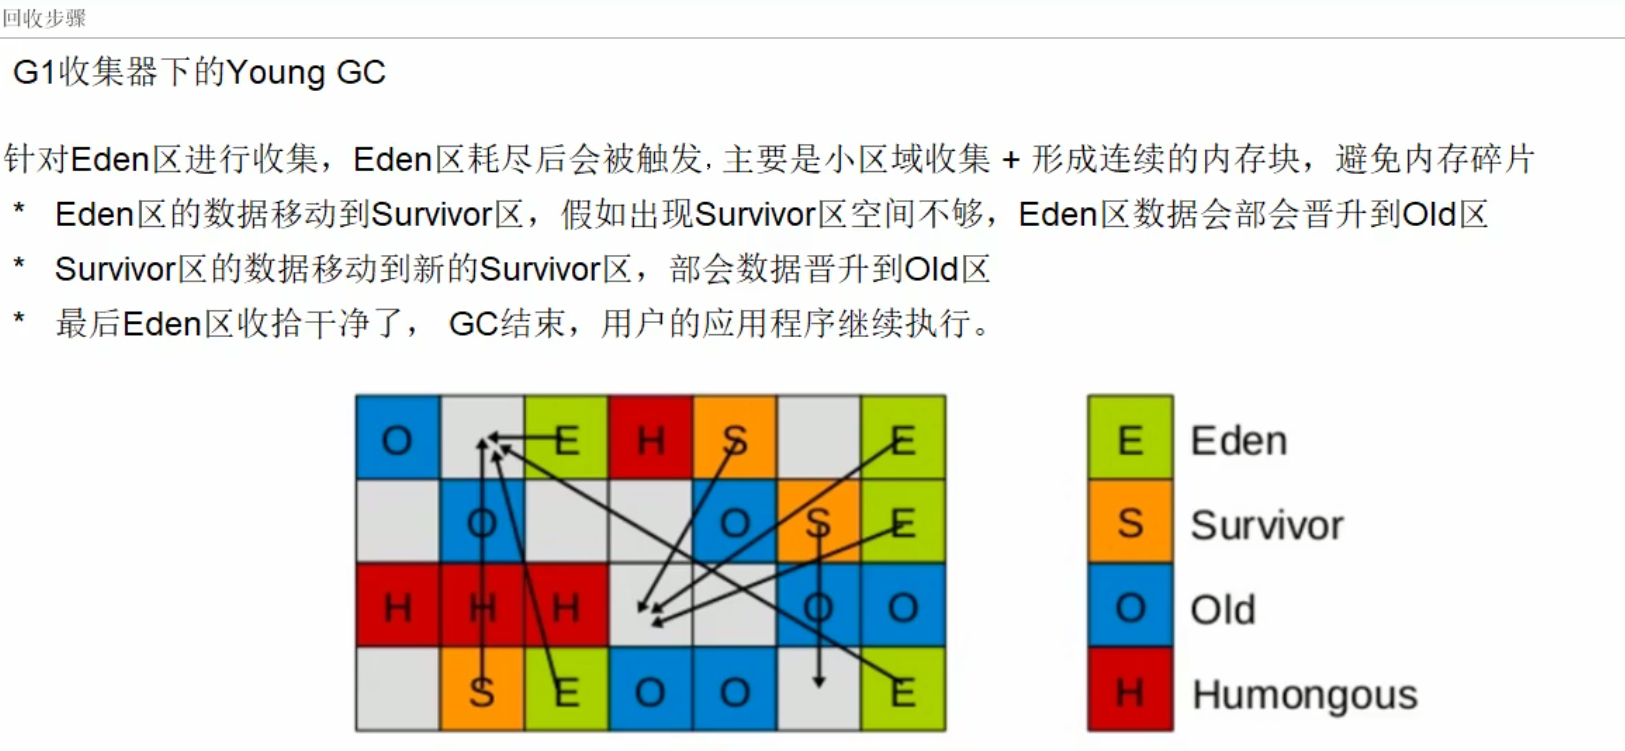 回收步骤
G1收集器下的Young GC
针对Eden区进行收集，Eden区耗尽后会被触发，主要是小区域收集 + 形成连续的内存块，避免内存碎片
* Eden区的数据移动到Survivor区，假如出现Survivor区空间不够，Eden区数据会部会晋升到Old区
* Survivor区的数据移动到新的Survivor区，部会数据晋升到Old区
* 最后Eden区收拾干净了， GC结束，用户的应用程序继续执行。
O E H S E E Eden
O O S E S Survivor
H H H O O O Old
S E O O E H Humongous